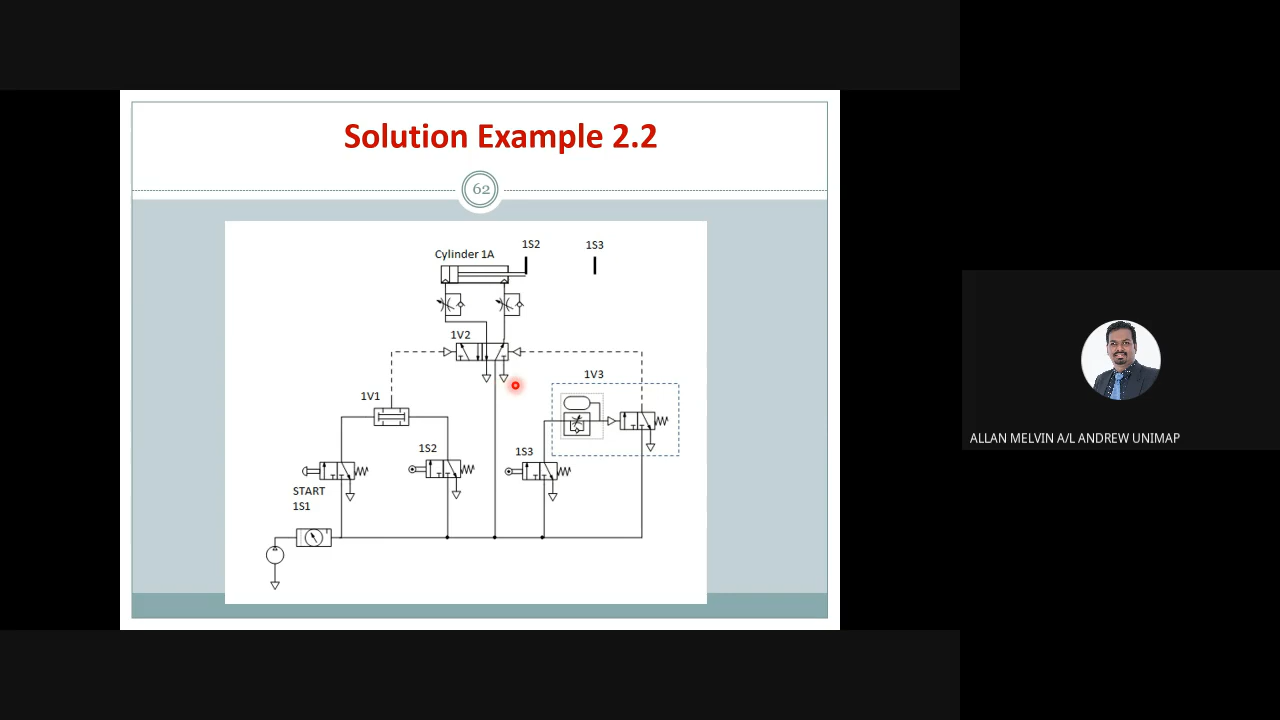 Solution Example 2.2
62
1S2
1S3
Cylinder 1A
1V2
1V3
1V1
1S2
1S3
START
1S1
ALLAN MELVIN A/L ANDREW UNIMAP